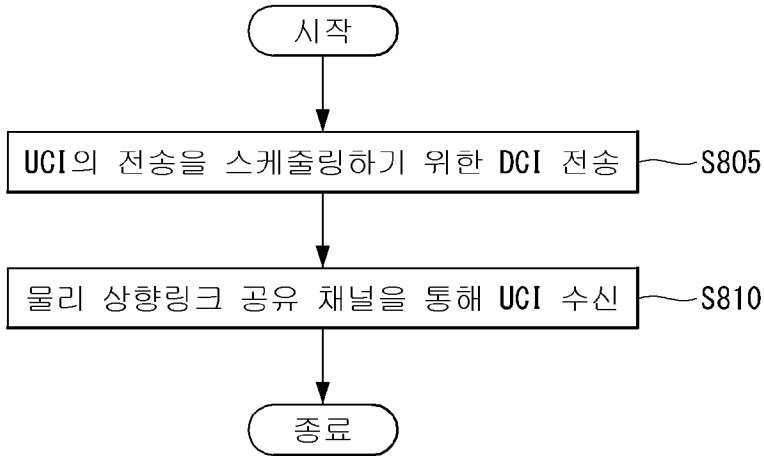 시작
UCI의 전송을 스케줄링하기 위한 DCI 전송
S805
물리 상향링크 공유 채널을 통해 UCI 수신
S810
종료